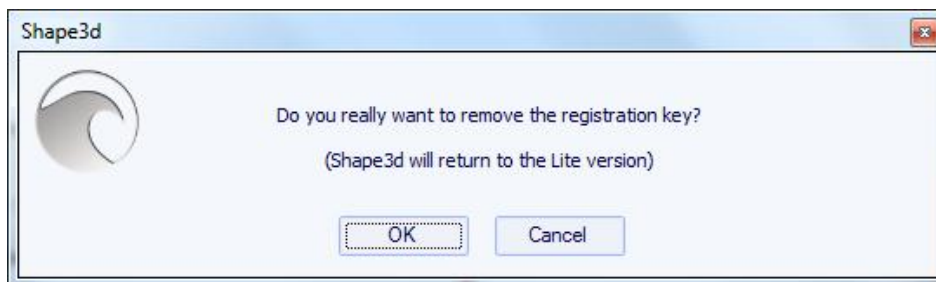 Shape3d
Do you really want to remove the registration key?
(Shape3d will return to the Lite version)
OK
Cancel